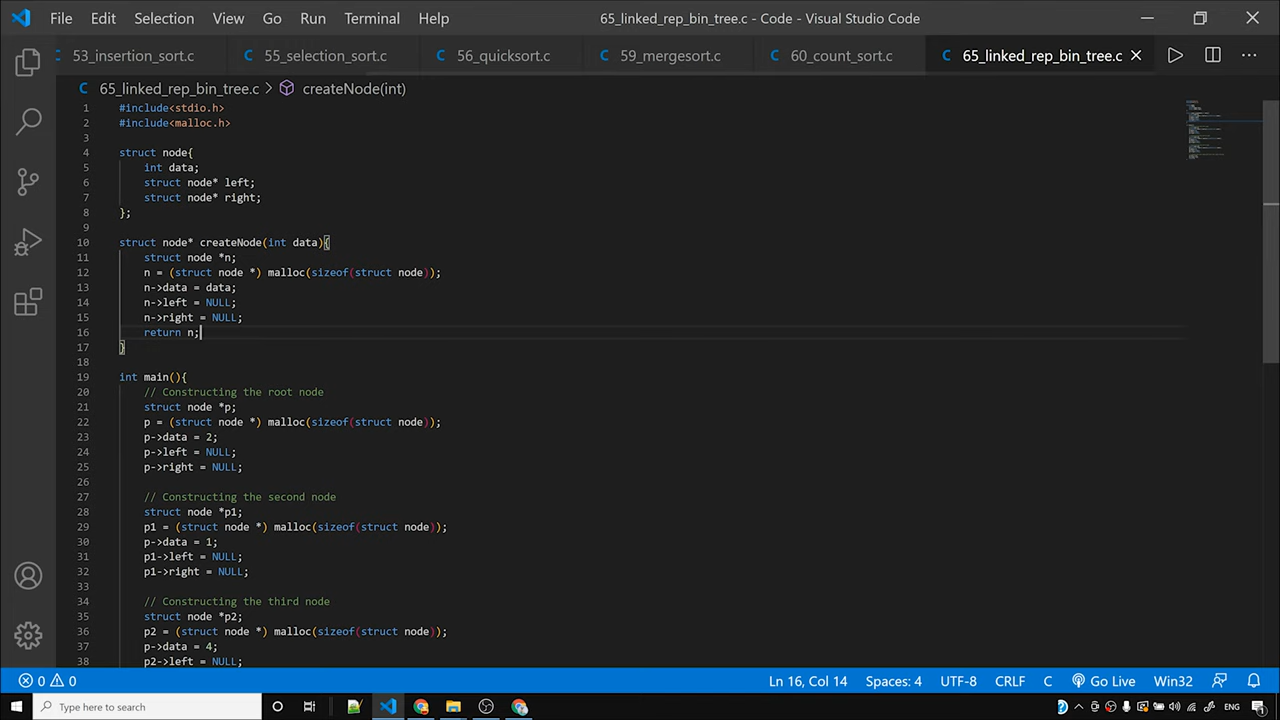 File Edit Selection View Go Run Terminal Help 65_linked_rep_bin_tree.c - Code - Visual Studio Code
53_insertion_sort.c C 55_selection_sort.c C 56_quicksort.c C 59_mergesort.c C 60_count_sort.c C 65_linked_rep_bin_tree.c
C 65_linked_rep_bin_tree.c > createNode(int)
1 #include<stdio.h>
2 #include<malloc.h>
3
4 struct node{
5 int data;
6 struct node* left;
7 struct node* right;
8 };
9
10 struct node* createNode(int data){
11 struct node *n;
12 n = (struct node *) malloc(sizeof(struct node));
13 n->data = data;
14 n->left = NULL;
15 n->right = NULL;
16 return n;
17 }
18
19 int main(){
20 // Constructing the root node
21 struct node *p;
22 p = (struct node *) malloc(sizeof(struct node));
23 p->data = 2;
24 p->left = NULL;
25 p->right = NULL;
26
27 // Constructing the second node
28 struct node *p1;
29 p1 = (struct node *) malloc(sizeof(struct node));
30 p->data = 1;
31 p1->left = NULL;
32 p1->right = NULL;
33
34 // Constructing the third node
35 struct node *p2;
36 p2 = (struct node *) malloc(sizeof(struct node));
37 p->data = 4;
38 p2->left = NULL;
0 0 Ln 16, Col 14 Spaces: 4 UTF-8 CRLF C Go Live Win32
Type here to search ENG